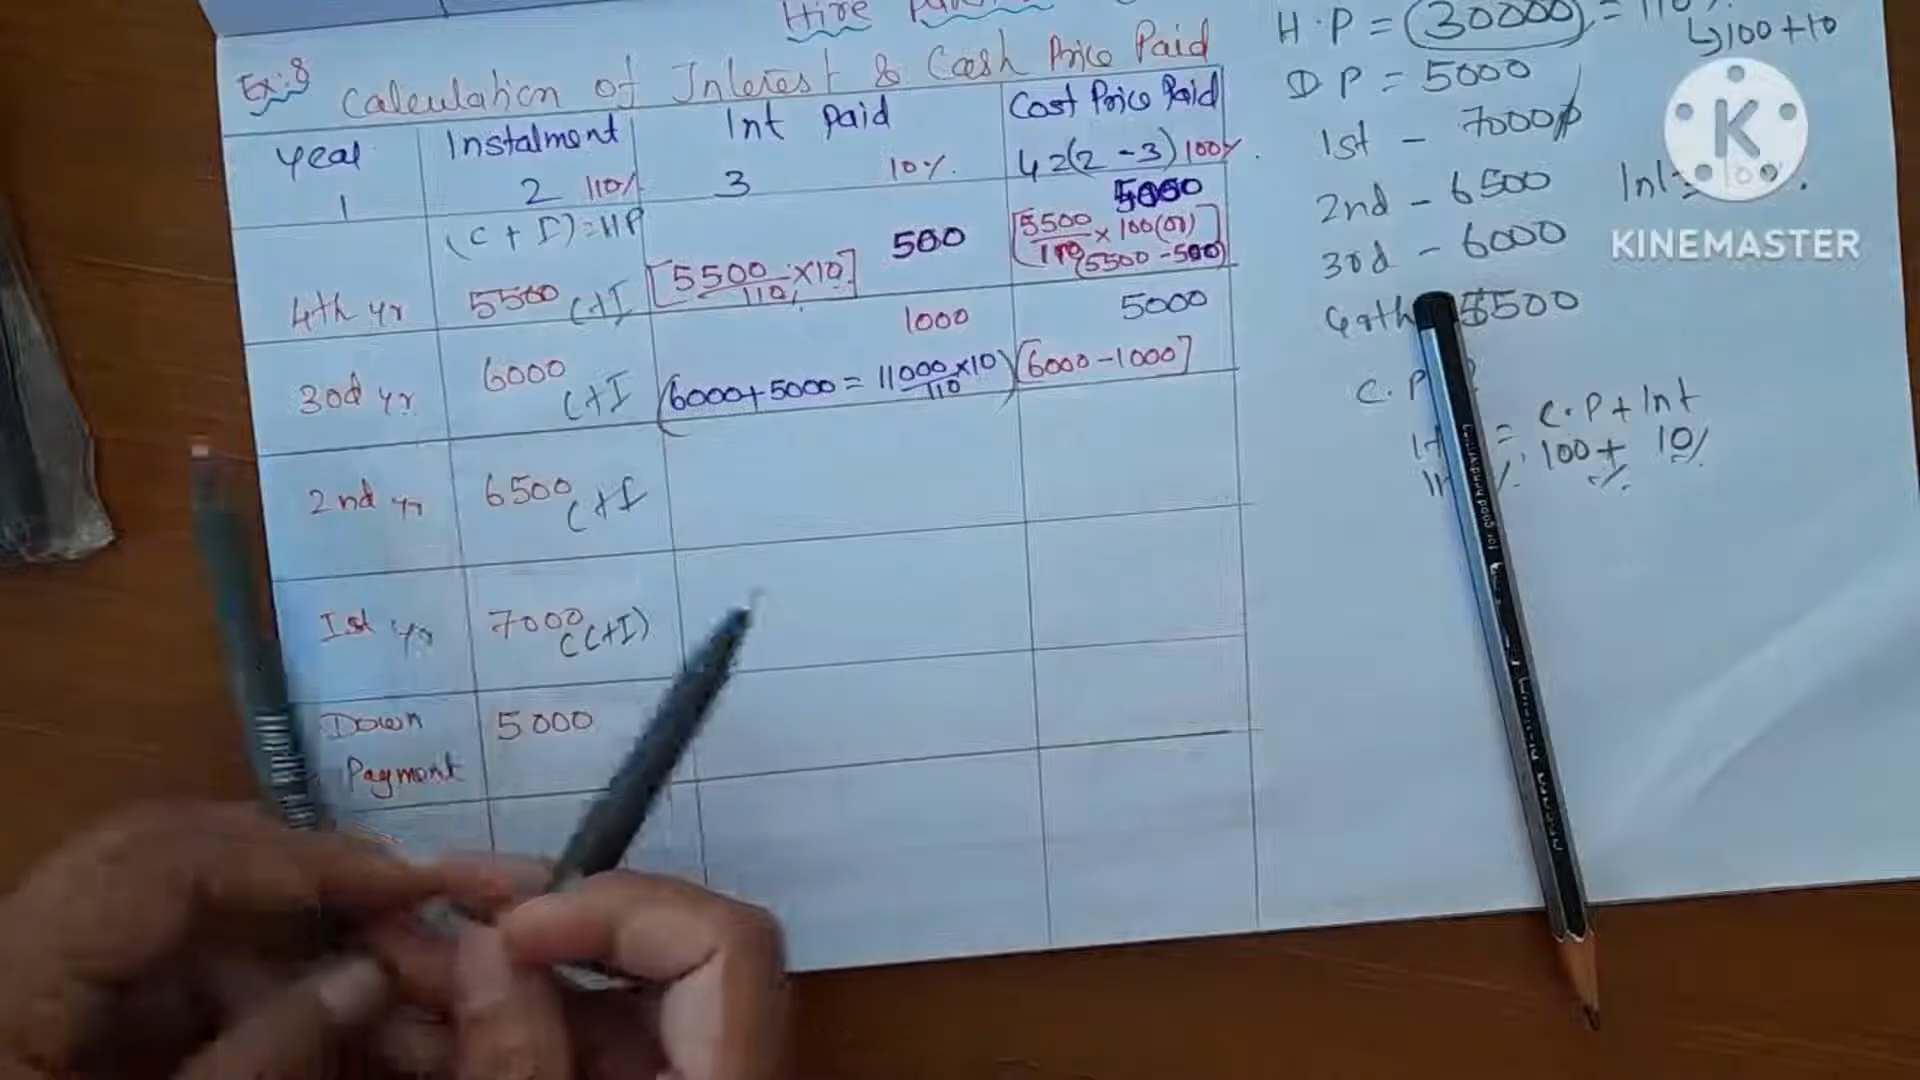 Hire
Ex:8 Calculation of Interest & Cash Price Paid
Year Instalment Int Paid Cost Price Paid
1 2 110% 3 10% 4=(2-3) 100%
(C+I)=HP 500 5000
4th yr 5500 C+I [5500/110 ×10] [5500/110 × 100 (or) (5500-500)]
1000 5000
3rd yr 6000 C+I (6000+5000 = 11000×10/110) [6000-1000]
2nd yr 6500 C+I
Ist yr 7000 (C+I)
Down 5000
Payment
H.P = 30000 = 110%
↳100+10
D P = 5000
1st - 7000
2nd - 6500
3rd - 6000
5500
C.P
= C.P + Int
100 + 10%
%
K
KINEMASTER